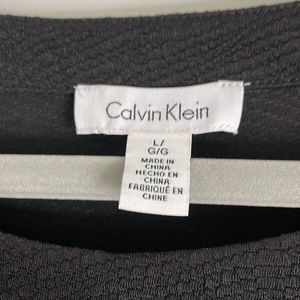 Calvin Klein
L/
G/G
MADE IN
CHINA
HECHO EN
CHINA
FABRIQUÉ EN
CHINE